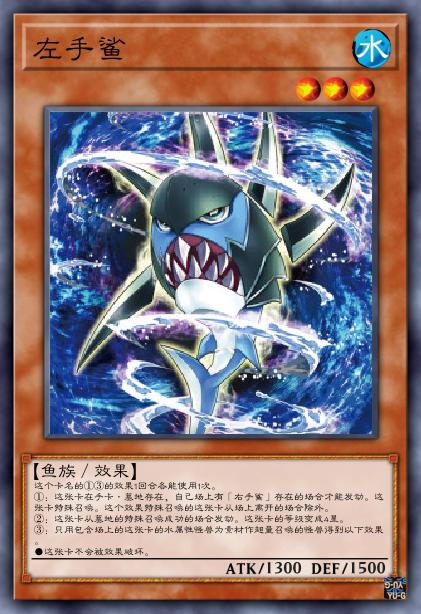 左手鲨
水
【鱼族／效果】
这个卡名的①③的效果1回合各能使用1次。
①：这张卡在手卡·墓地存在，自己场上有「右手鲨」存在的场合才能发动。这
张卡特殊召唤。这个效果特殊召唤的这张卡从场上离开的场合除外。
②：这张卡从墓地的特殊召唤成功的场合发动。这张卡的等级变成4星。
③：只用包含场上的这张卡的水属性怪兽为素材作超量召唤的怪兽得到以下效果
。
●这张卡不会被效果破坏。
ATK/1300 DEF/1500